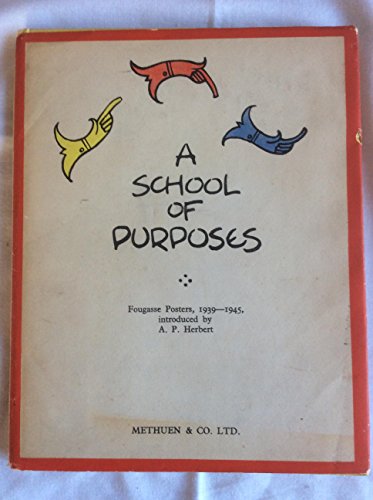 A
SCHOOL
OF
PURPOSES
Fougasse Posters, 1939—1945,
introduced by
A. P. Herbert
METHUEN & CO. LTD.